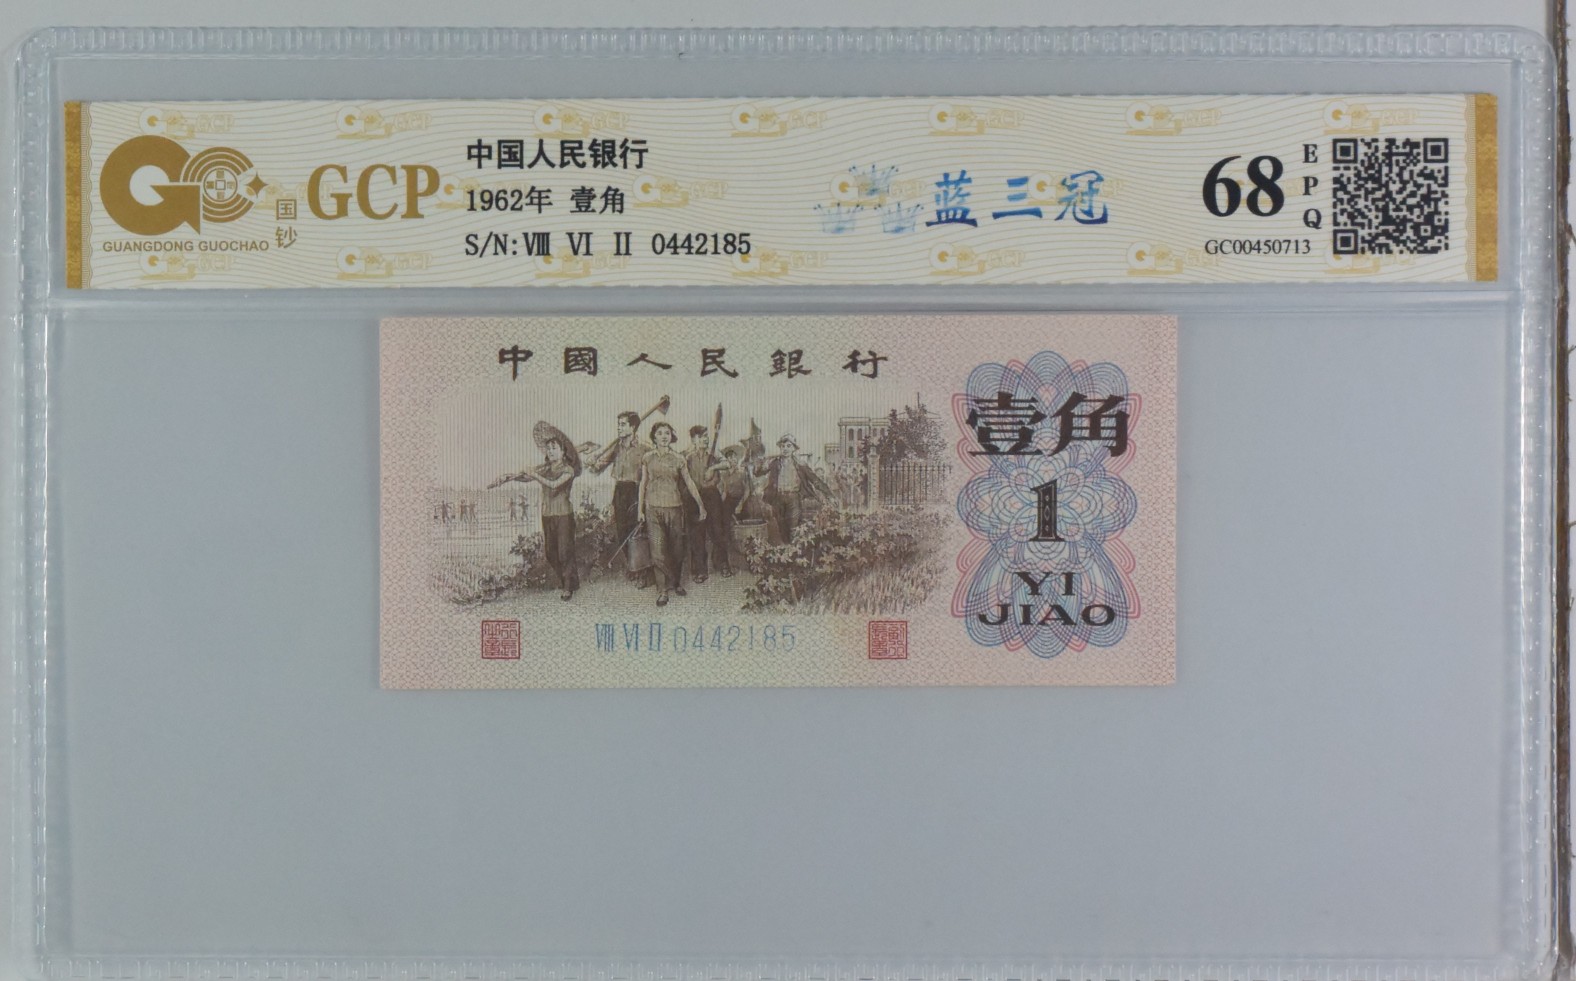 GCP
国钞
GUANGDONG GUOCHAO
中国人民银行
1962年 壹角
S/N: Ⅷ Ⅵ Ⅱ 0442185
蓝三冠
68
EPQ
GC00450713
中國人民銀行
壹角
1
YI
JIAO
Ⅷ Ⅵ Ⅱ 0442185